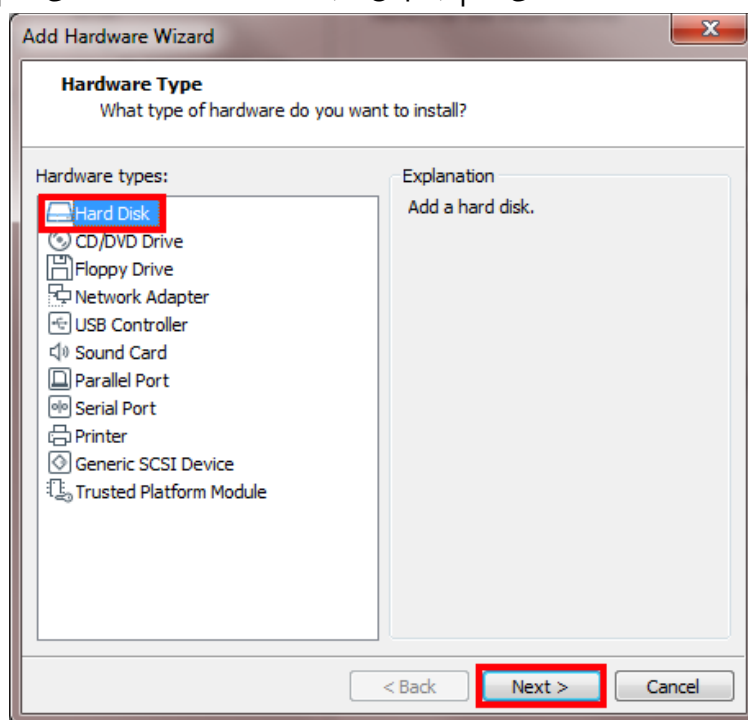 Add Hardware Wizard
Hardware Type
What type of hardware do you want to install?
Hardware types:
Hard Disk
CD/DVD Drive
Floppy Drive
Network Adapter
USB Controller
Sound Card
Parallel Port
Serial Port
Printer
Generic SCSI Device
Trusted Platform Module
Explanation
Add a hard disk.
< Back Next > Cancel